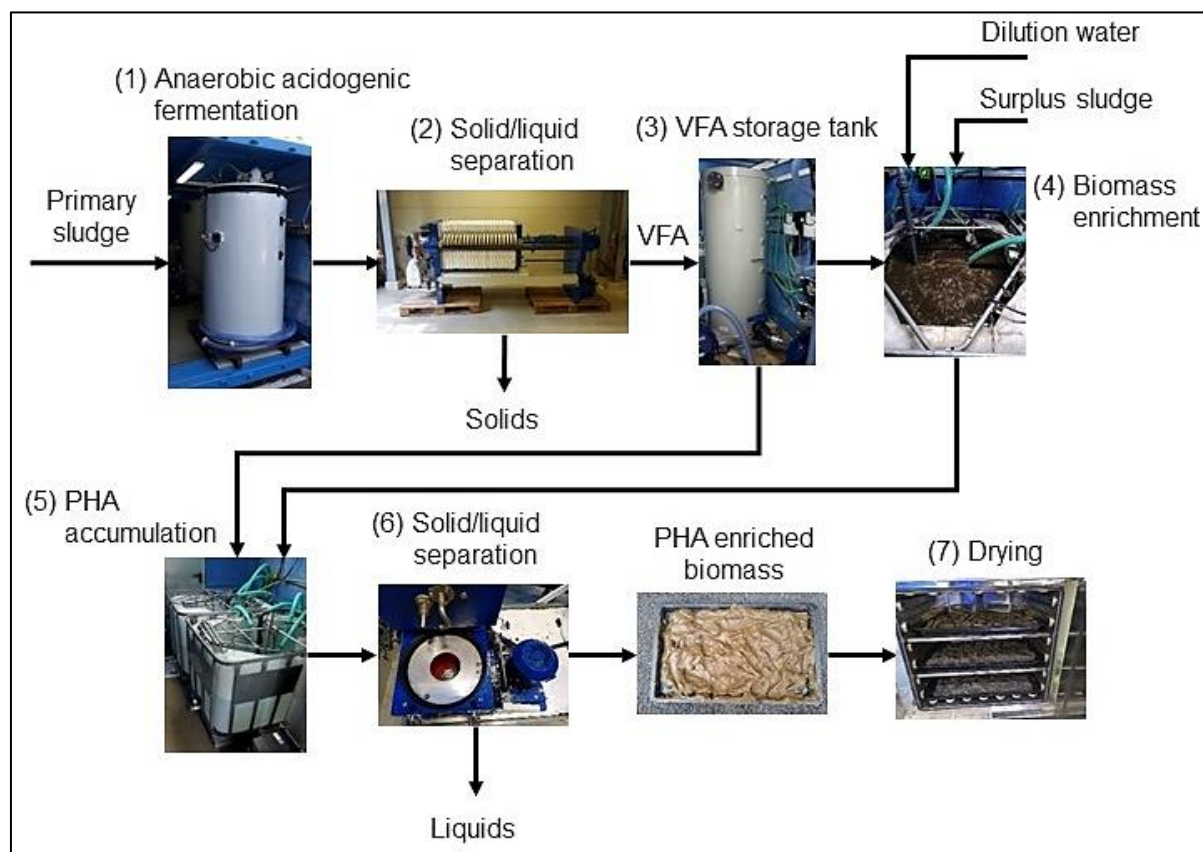 Dilution water
(1) Anaerobic acidogenic
fermentation
Surplus sludge
(2) Solid/liquid
separation
(3) VFA storage tank
(4) Biomass
enrichment
Primary
sludge
VFA
Solids
(5) PHA
accumulation
(6) Solid/liquid
separation
PHA enriched
biomass
(7) Drying
Liquids